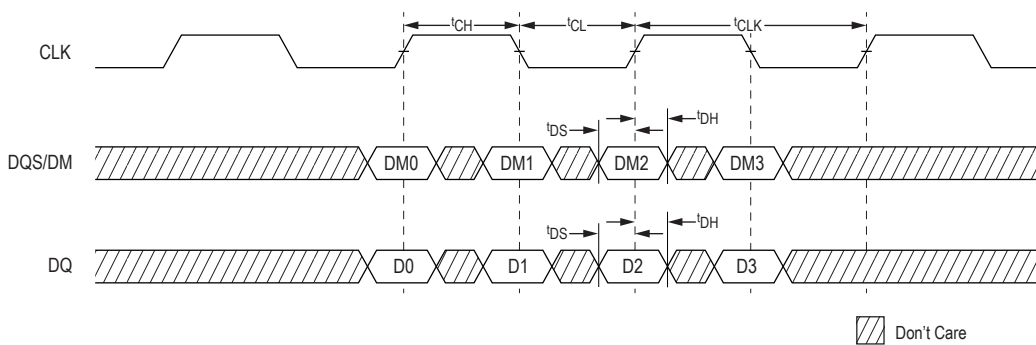 tCH tCL tCLK
CLK
tDS tDH
DQS/DM DM0 DM1 DM2 DM3
tDS tDH
DQ D0 D1 D2 D3
Don't Care